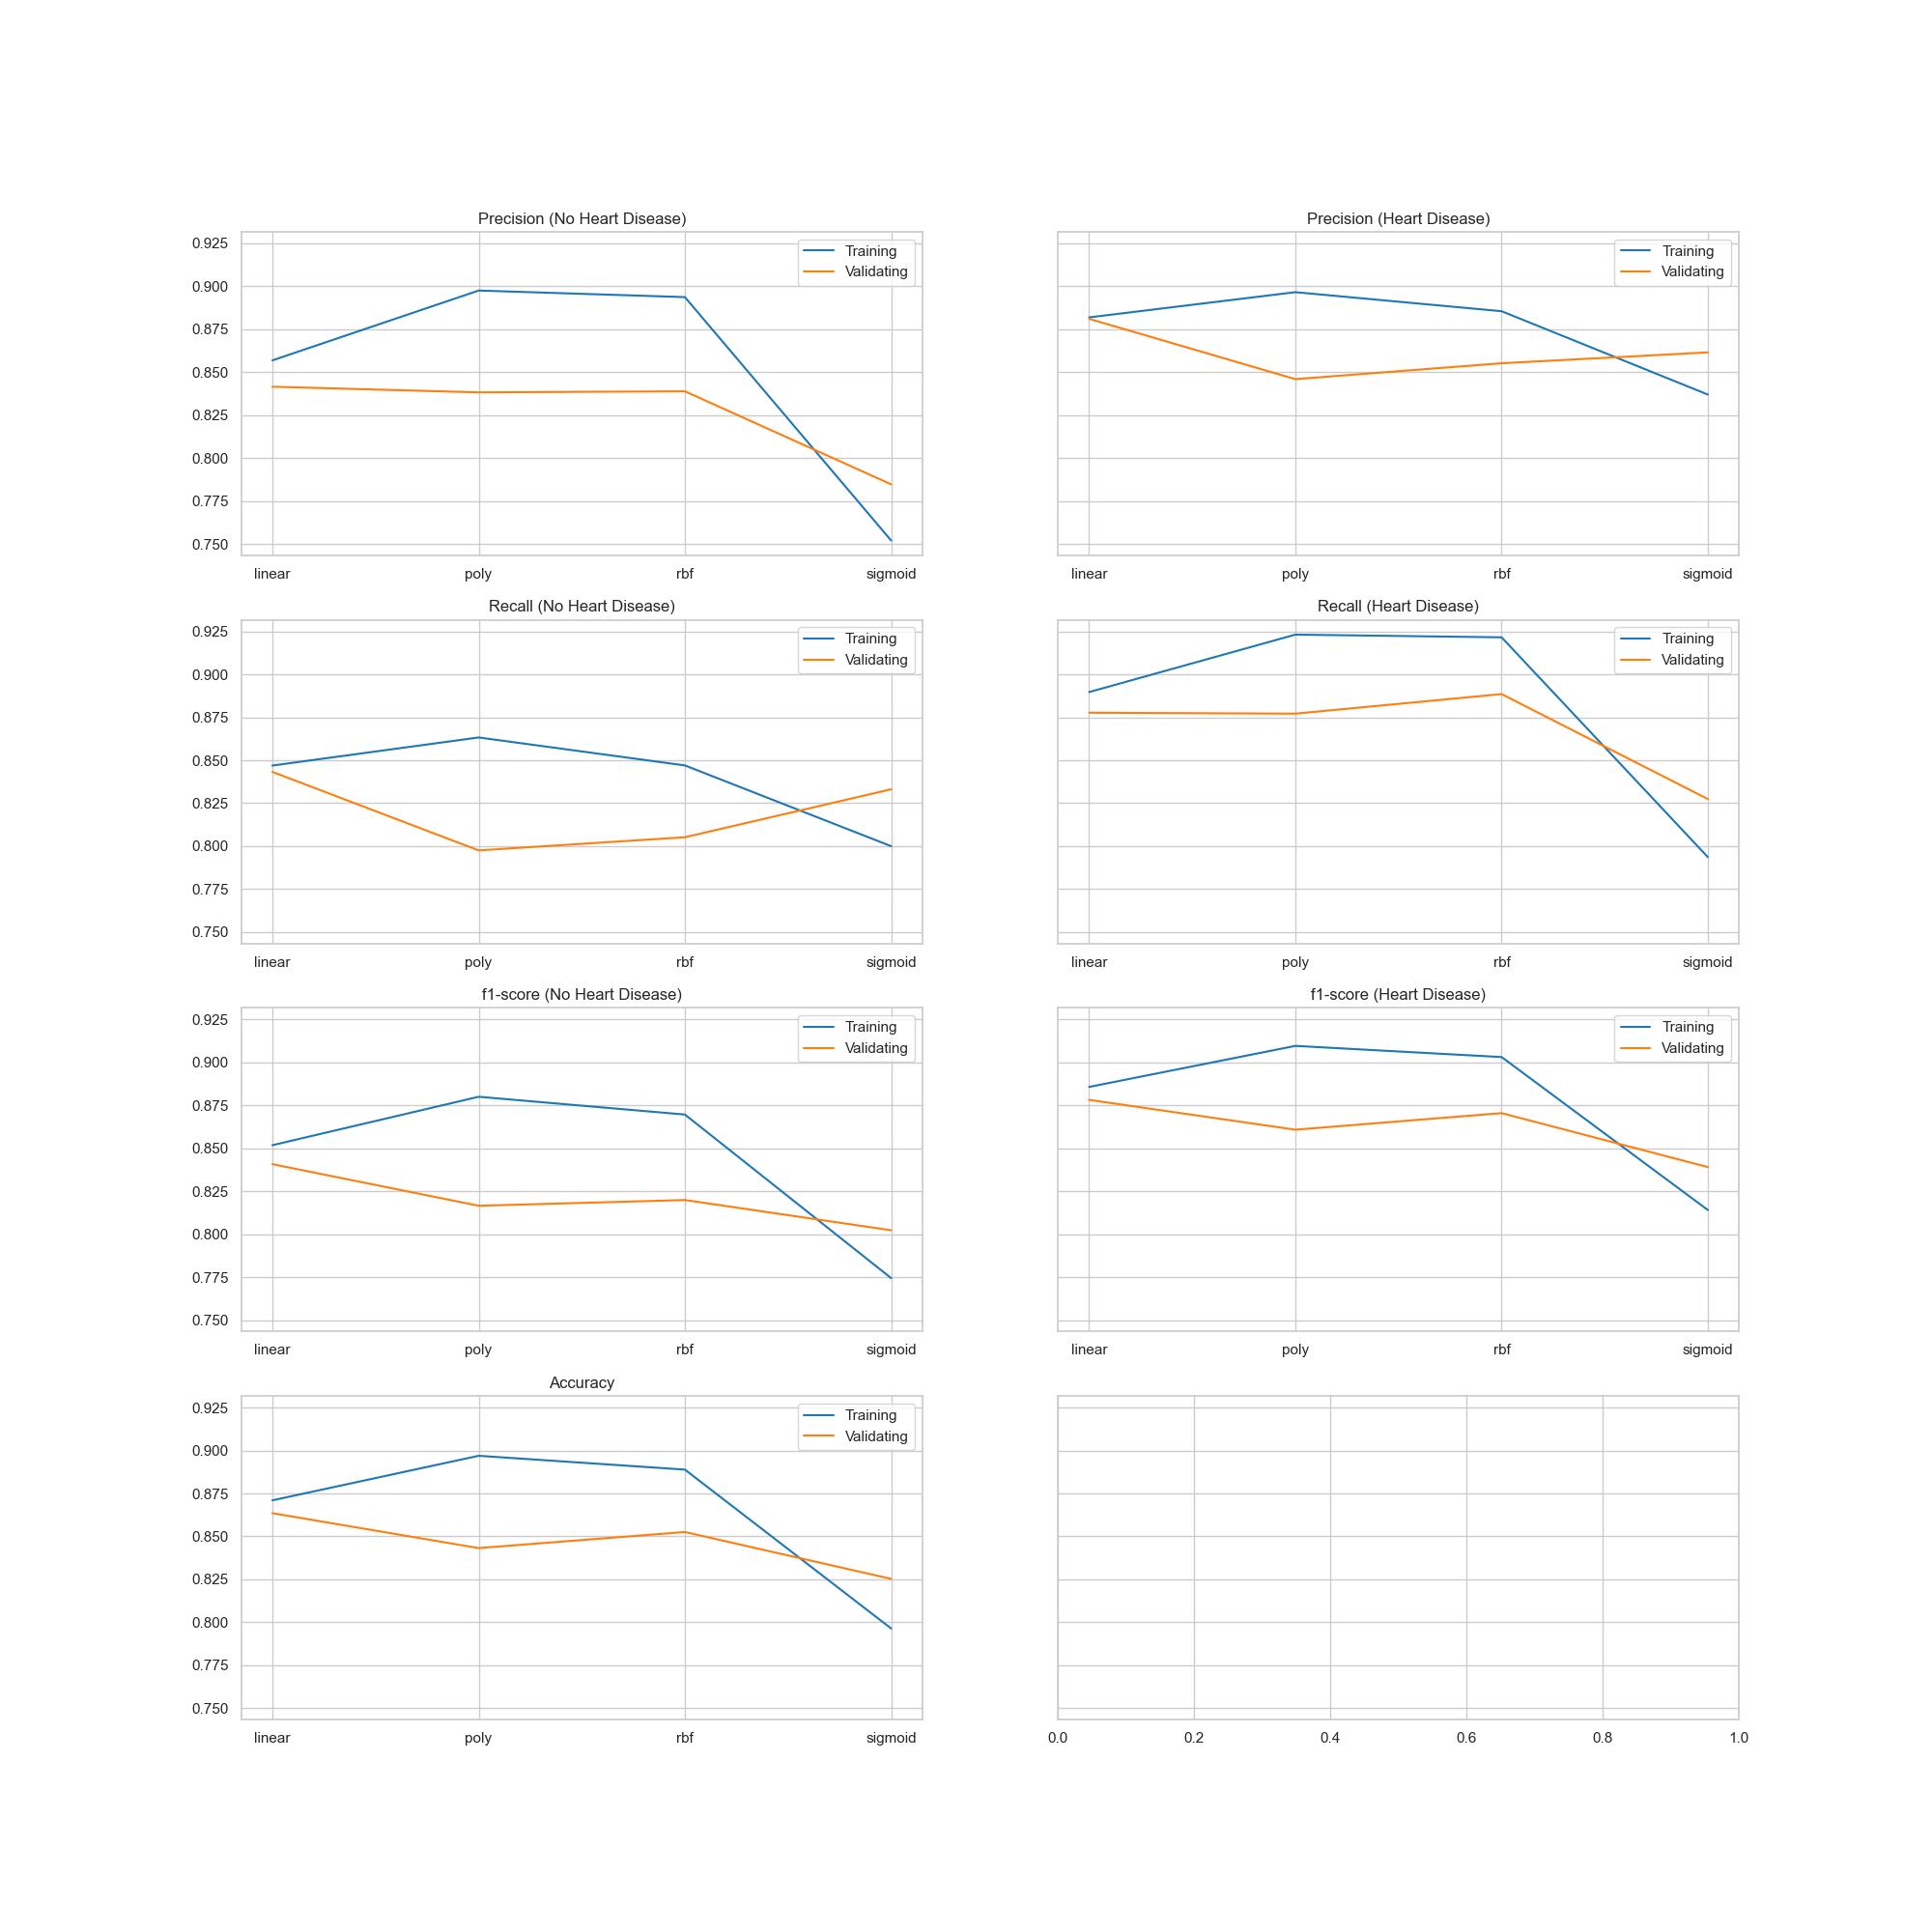 Precision (No Heart Disease)
0.925
0.900
0.875
0.850
0.825
0.800
0.775
0.750
Training
Validating
linear poly rbf sigmoid
Precision (Heart Disease)
Training
Validating
linear poly rbf sigmoid
Recall (No Heart Disease)
0.925
0.900
0.875
0.850
0.825
0.800
0.775
0.750
Training
Validating
linear poly rbf sigmoid
Recall (Heart Disease)
Training
Validating
linear poly rbf sigmoid
f1-score (No Heart Disease)
0.925
0.900
0.875
0.850
0.825
0.800
0.775
0.750
Training
Validating
linear poly rbf sigmoid
f1-score (Heart Disease)
Training
Validating
linear poly rbf sigmoid
Accuracy
0.925
0.900
0.875
0.850
0.825
0.800
0.775
0.750
Training
Validating
linear poly rbf sigmoid
0.0 0.2 0.4 0.6 0.8 1.0